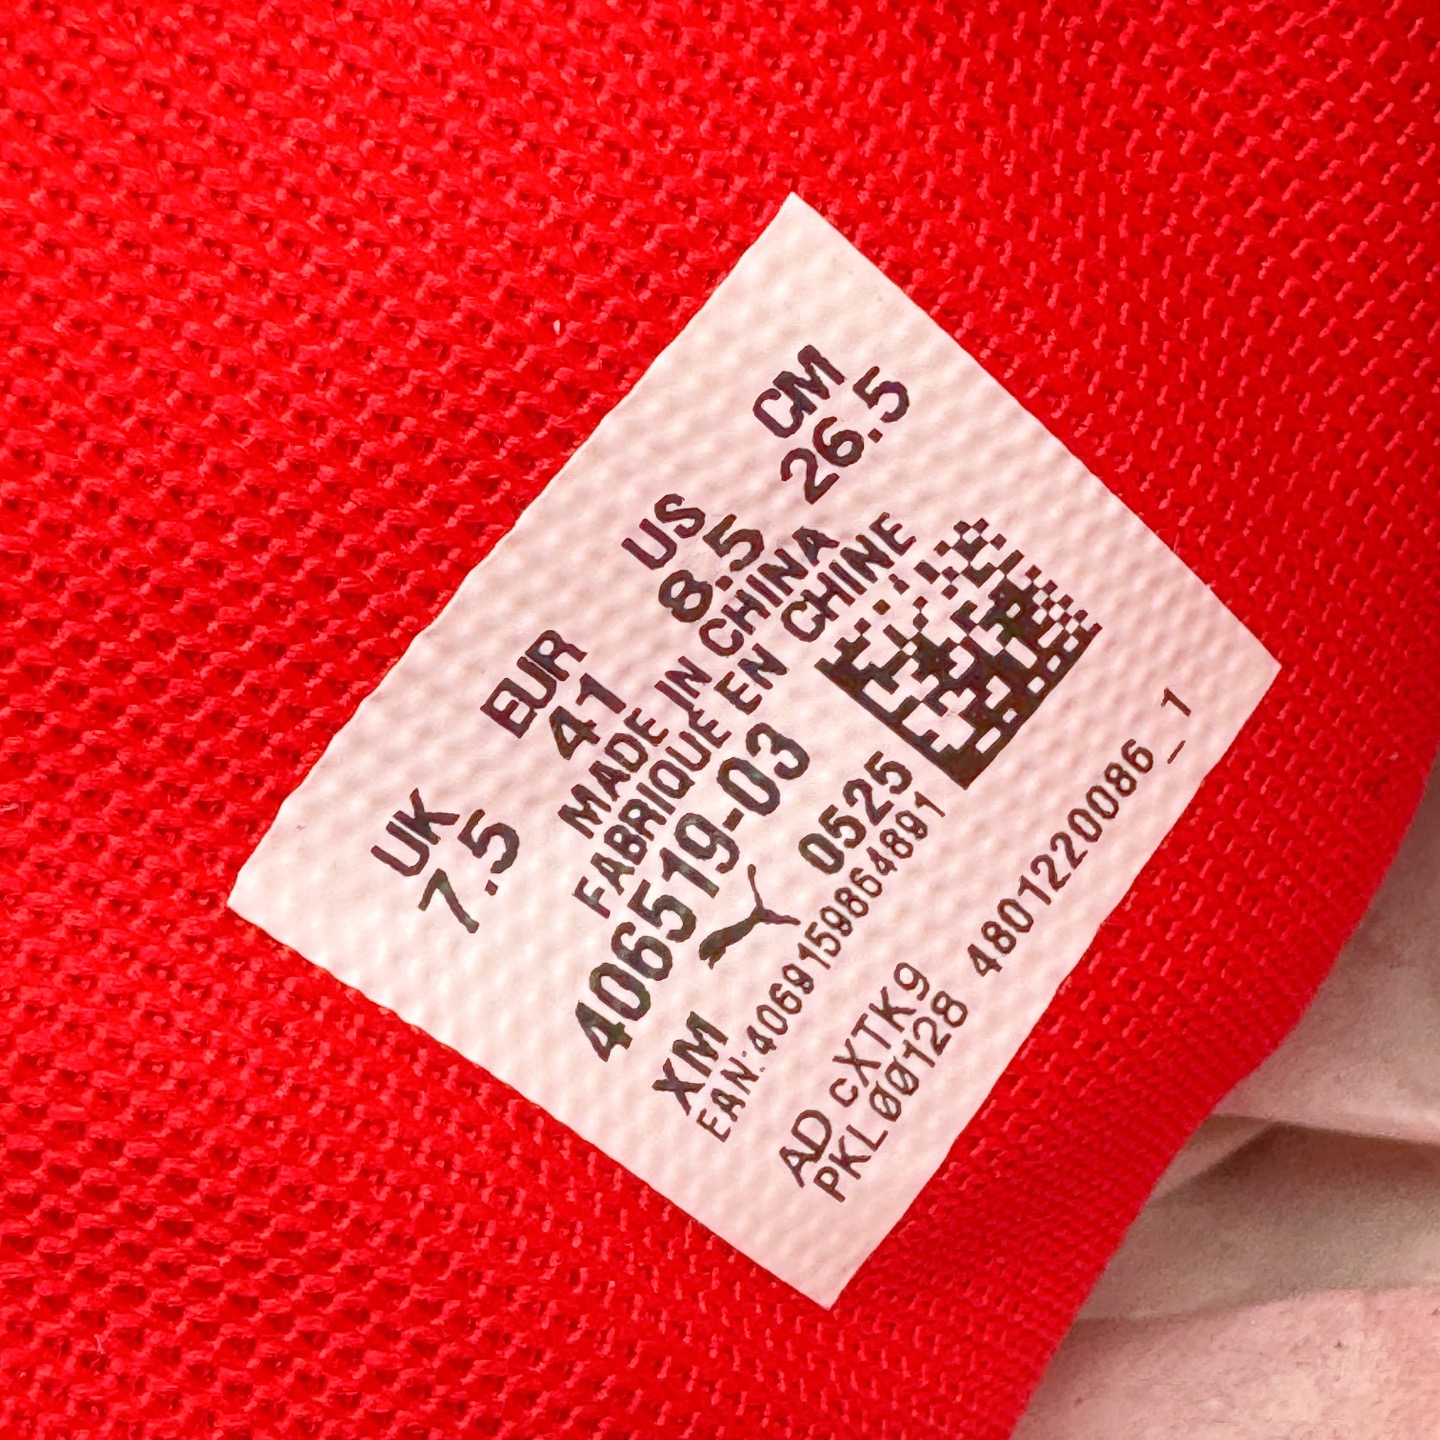 UK EUR US CM
7.5 41 8.5 26.5
MADE IN CHINA
FABRIQUE EN CHINE
406519-03
0525
XM
EAN:4069159864891
AD cXTK9
PKL00128 4801220086_1